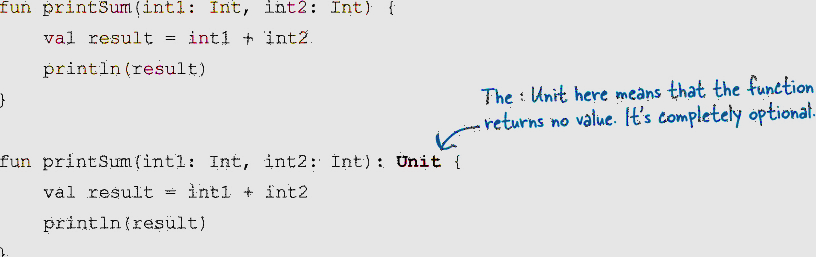 fun printSum(int1: Int, int2: Int) {
    val result = int1 + int2
    println(result)
}
The : Unit here means that the function
returns no value. It's completely optional.
fun printSum(int1: Int, int2: Int): Unit {
    val result = int1 + int2
    println(result)
}